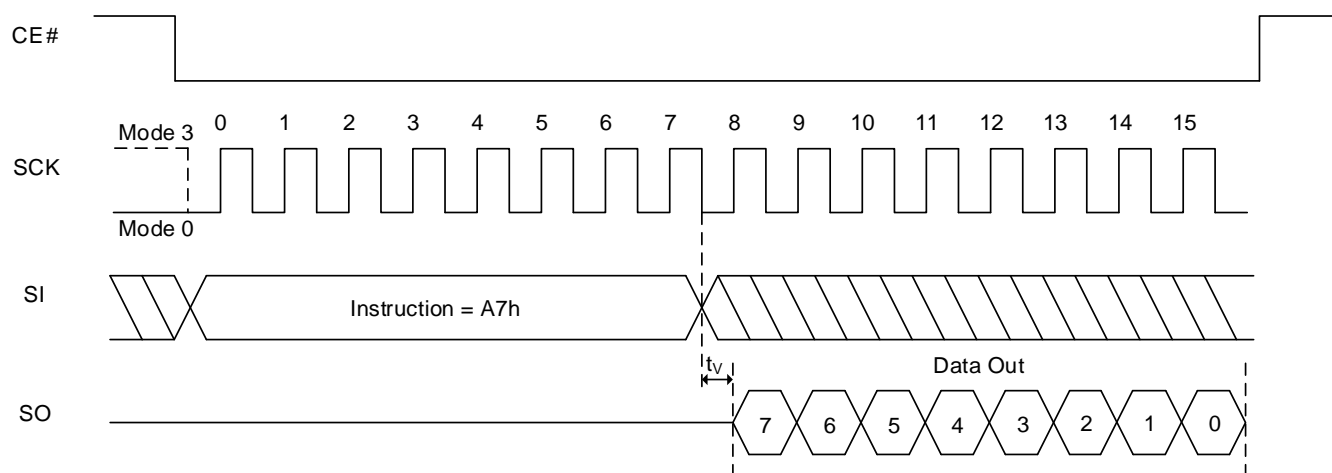 CE#
0 1 2 3 4 5 6 7 8 9 10 11 12 13 14 15
Mode 3
SCK
Mode 0
SI
Instruction = A7h
tV
Data Out
SO
7 6 5 4 3 2 1 0